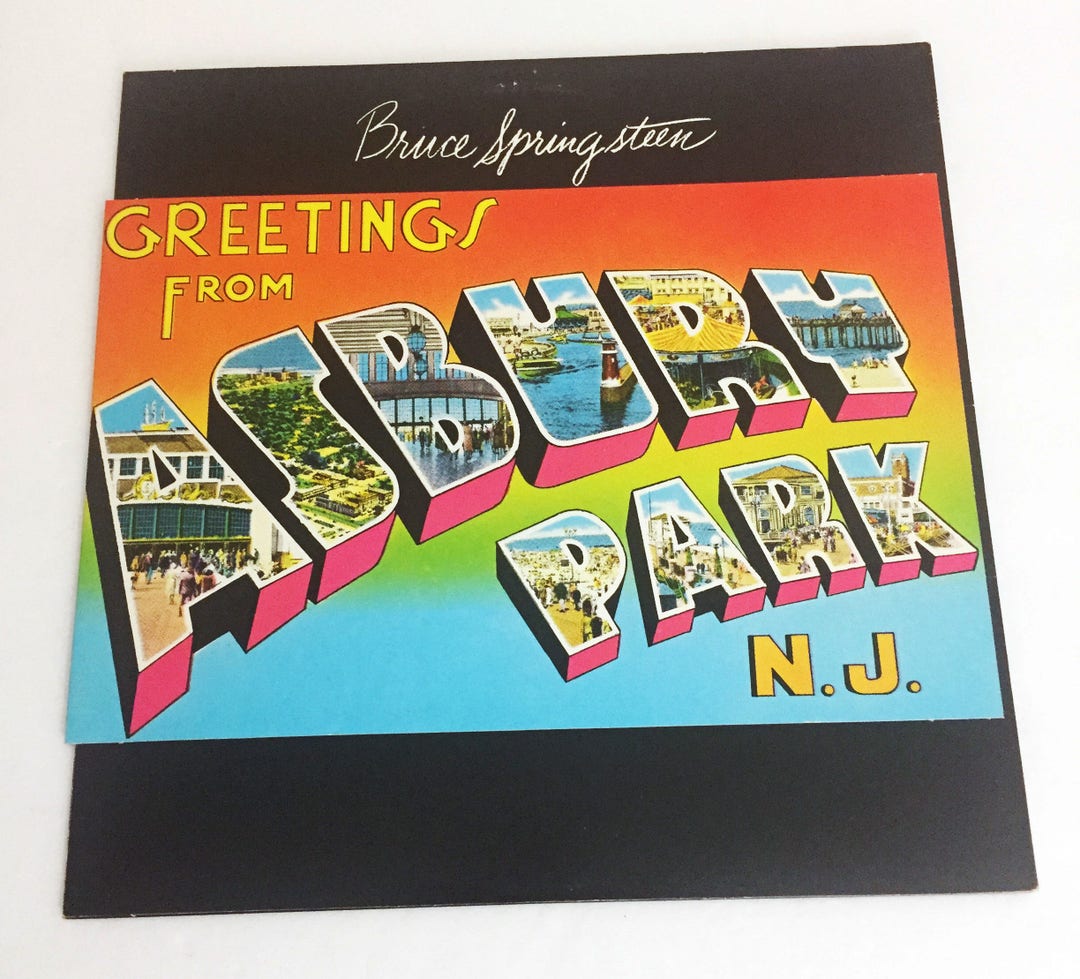 Bruce Springsteen
GREETINGS
FROM
ASBURY
PARK
N.J.